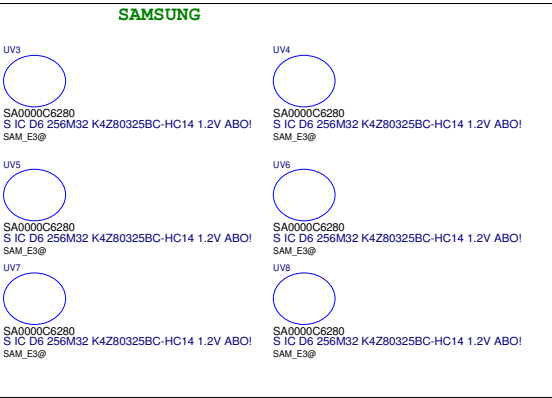 SAMSUNG
UV3 UV4
SA0000C6280 SA0000C6280
S IC D6 256M32 K4Z80325BC-HC14 1.2V ABO! S IC D6 256M32 K4Z80325BC-HC14 1.2V ABO!
SAM_E3@ SAM_E3@
UV5 UV6
SA0000C6280 SA0000C6280
S IC D6 256M32 K4Z80325BC-HC14 1.2V ABO! S IC D6 256M32 K4Z80325BC-HC14 1.2V ABO!
SAM_E3@ SAM_E3@
UV7 UV8
SA0000C6280 SA0000C6280
S IC D6 256M32 K4Z80325BC-HC14 1.2V ABO! S IC D6 256M32 K4Z80325BC-HC14 1.2V ABO!
SAM_E3@ SAM_E3@